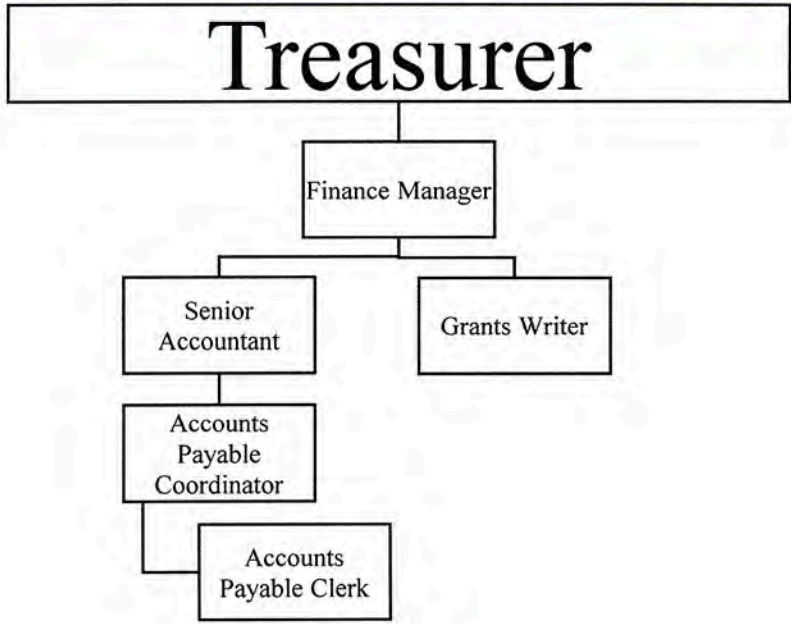 Treasurer
Finance Manager
Senior
Accountant
Grants Writer
Accounts
Payable
Coordinator
Accounts
Payable Clerk